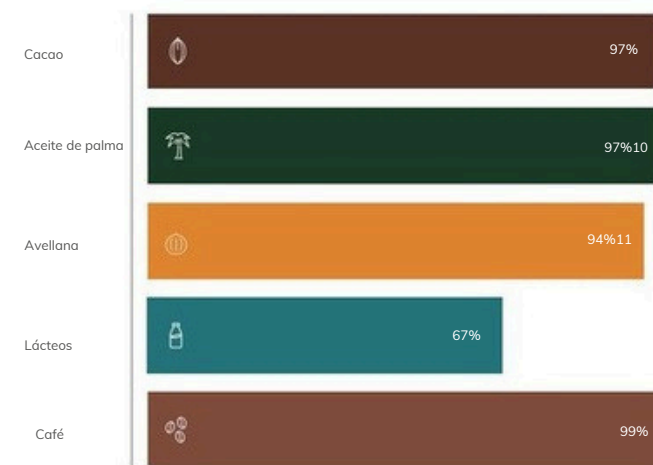 Cacao 97%
Aceite de palma 97%10
Avellana 94%11
Lácteos 67%
Café 99%